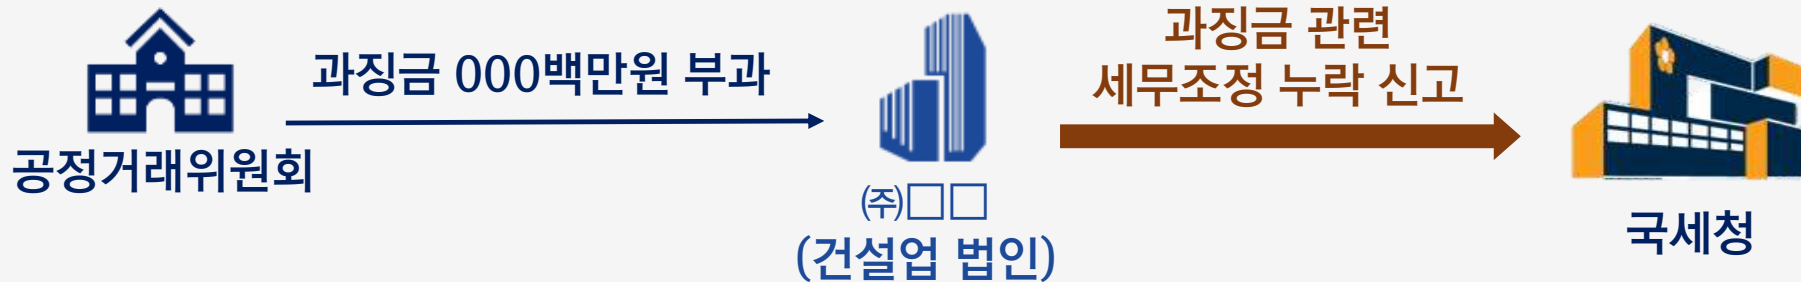 공정거래위원회
과징금 000백만원 부과
㈜□□
(건설업 법인)
과징금 관련
세무조정 누락 신고
국세청